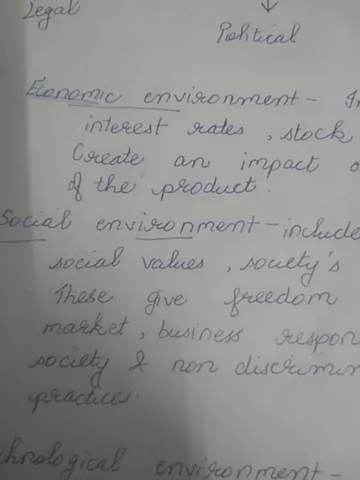 Legal
Political
Economic environment -
interest rates, stock
Create an impact
of the product.
Social environment - include
social values, society's
These give freedom
market, business respon
society & non discrimin
practices.
chnological environment -